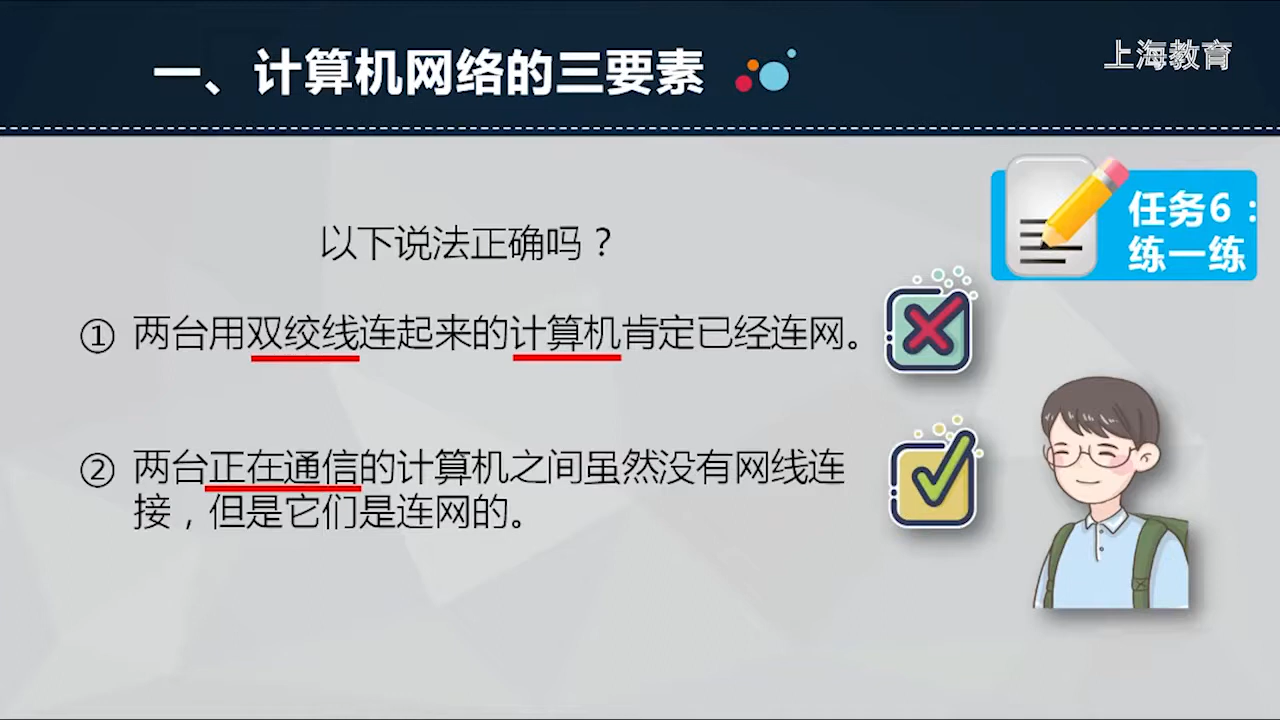 一、计算机网络的三要素
上海教育
任务6：
练一练
以下说法正确吗？
① 两台用双绞线连起来的计算机肯定已经连网。
② 两台正在通信的计算机之间虽然没有网线连
接，但是它们是连网的。